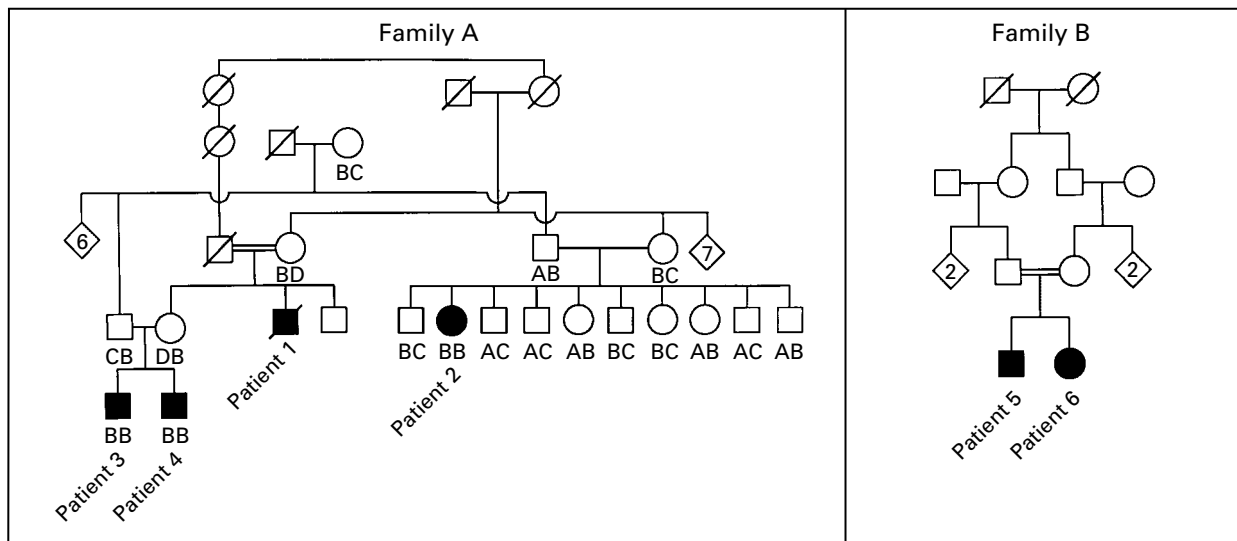 Family A
Family B
BC
6
7
2
2
BD
AB
BC
CB
DB
Patient 1
BC
BB
AC
AC
AB
BC
BC
AB
AC
AB
Patient 2
BB
BB
Patient 3
Patient 4
Patient 5
Patient 6